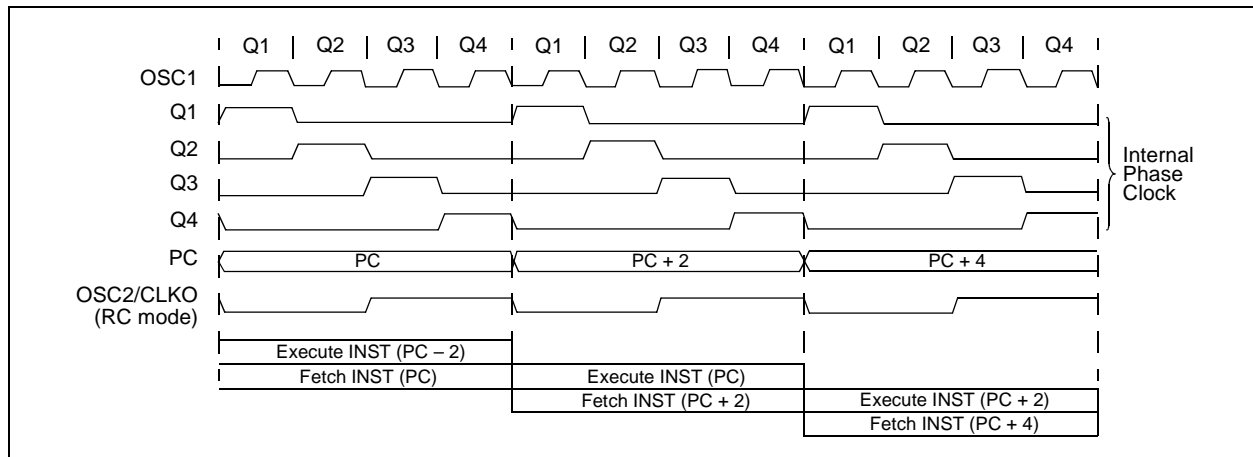 Q1 Q2 Q3 Q4 Q1 Q2 Q3 Q4 Q1 Q2 Q3 Q4
OSC1
Q1
Q2
Q3
Q4
Internal
Phase
Clock
PC PC PC + 2 PC + 4
OSC2/CLKO
(RC mode)
Execute INST (PC – 2)
Fetch INST (PC) Execute INST (PC)
Fetch INST (PC + 2) Execute INST (PC + 2)
Fetch INST (PC + 4)